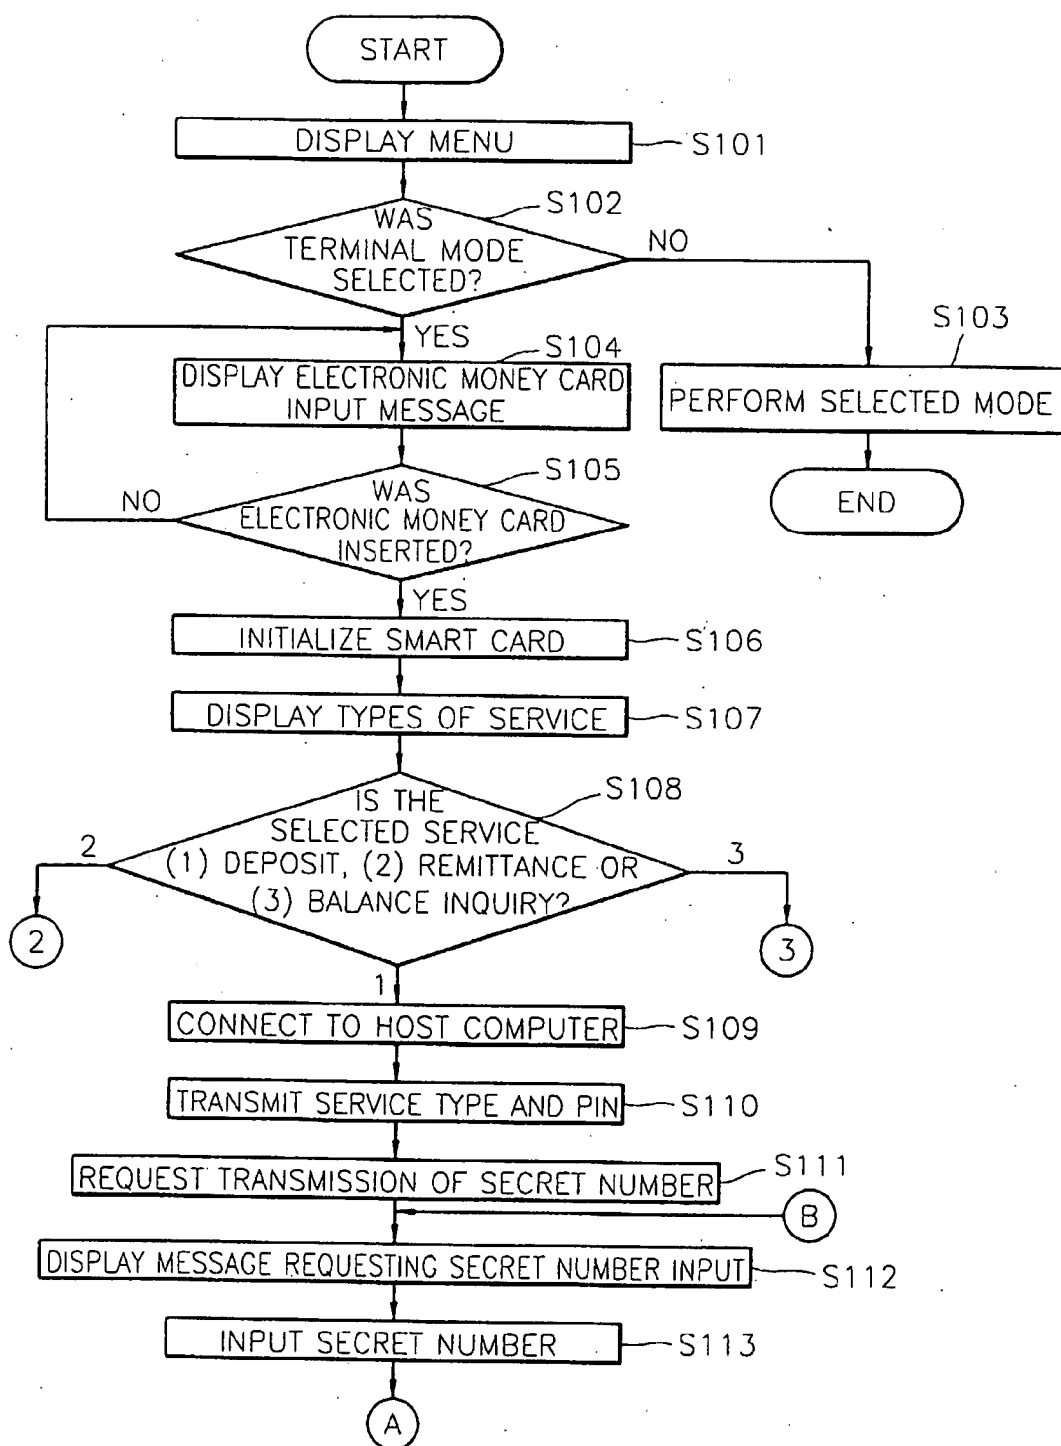 START
DISPLAY MENU
S101
S102
WAS
TERMINAL MODE
SELECTED?
NO
YES
S103
S104
DISPLAY ELECTRONIC MONEY CARD
INPUT MESSAGE
PERFORM SELECTED MODE
END
S105
WAS
ELECTRONIC MONEY CARD
INSERTED?
NO
YES
INITIALIZE SMART CARD
S106
DISPLAY TYPES OF SERVICE
S107
S108
IS THE
SELECTED SERVICE
(1) DEPOSIT, (2) REMITTANCE OR
(3) BALANCE INQUIRY?
2
3
2
3
1
CONNECT TO HOST COMPUTER
S109
TRANSMIT SERVICE TYPE AND PIN
S110
REQUEST TRANSMISSION OF SECRET NUMBER
S111
B
DISPLAY MESSAGE REQUESTING SECRET NUMBER INPUT
S112
INPUT SECRET NUMBER
S113
A